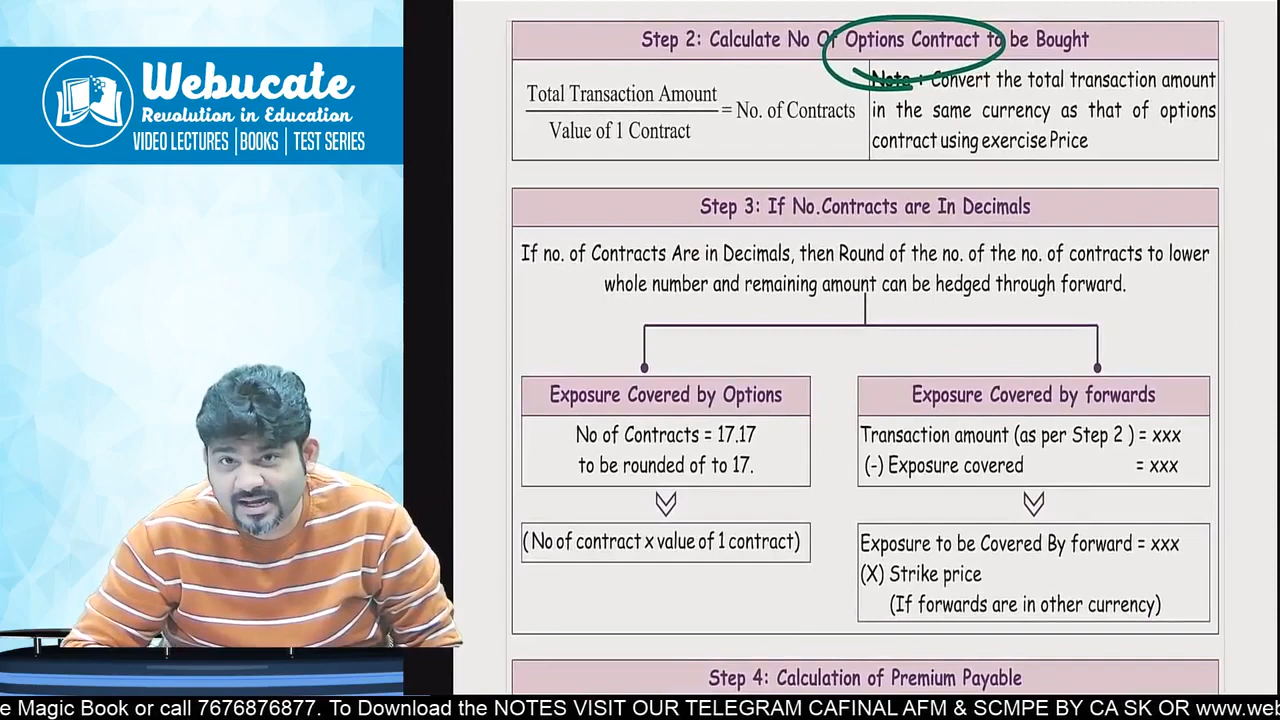 Webucate
Revolution in Education
VIDEO LECTURES | BOOKS | TEST SERIES
Step 2: Calculate No Of Options Contract to be Bought
Total Transaction Amount
Value of 1 Contract
= No. of Contracts
Note : Convert the total transaction amount
in the same currency as that of options
contract using exercise Price
Step 3: If No.Contracts are In Decimals
If no. of Contracts Are in Decimals, then Round of the no. of the no. of contracts to lower
whole number and remaining amount can be hedged through forward.
Exposure Covered by Options
No of Contracts = 17.17
to be rounded of to 17.
(No of contract x value of 1 contract)
Exposure Covered by forwards
Transaction amount (as per Step 2 ) = xxx
(-) Exposure covered = xxx
Exposure to be Covered By forward = xxx
(X) Strike price
(If forwards are in other currency)
Step 4: Calculation of Premium Payable
e Magic Book or call 7676876877. To Download the NOTES VISIT OUR TELEGRAM CAFINAL AFM & SCMPE BY CA SK OR www.web